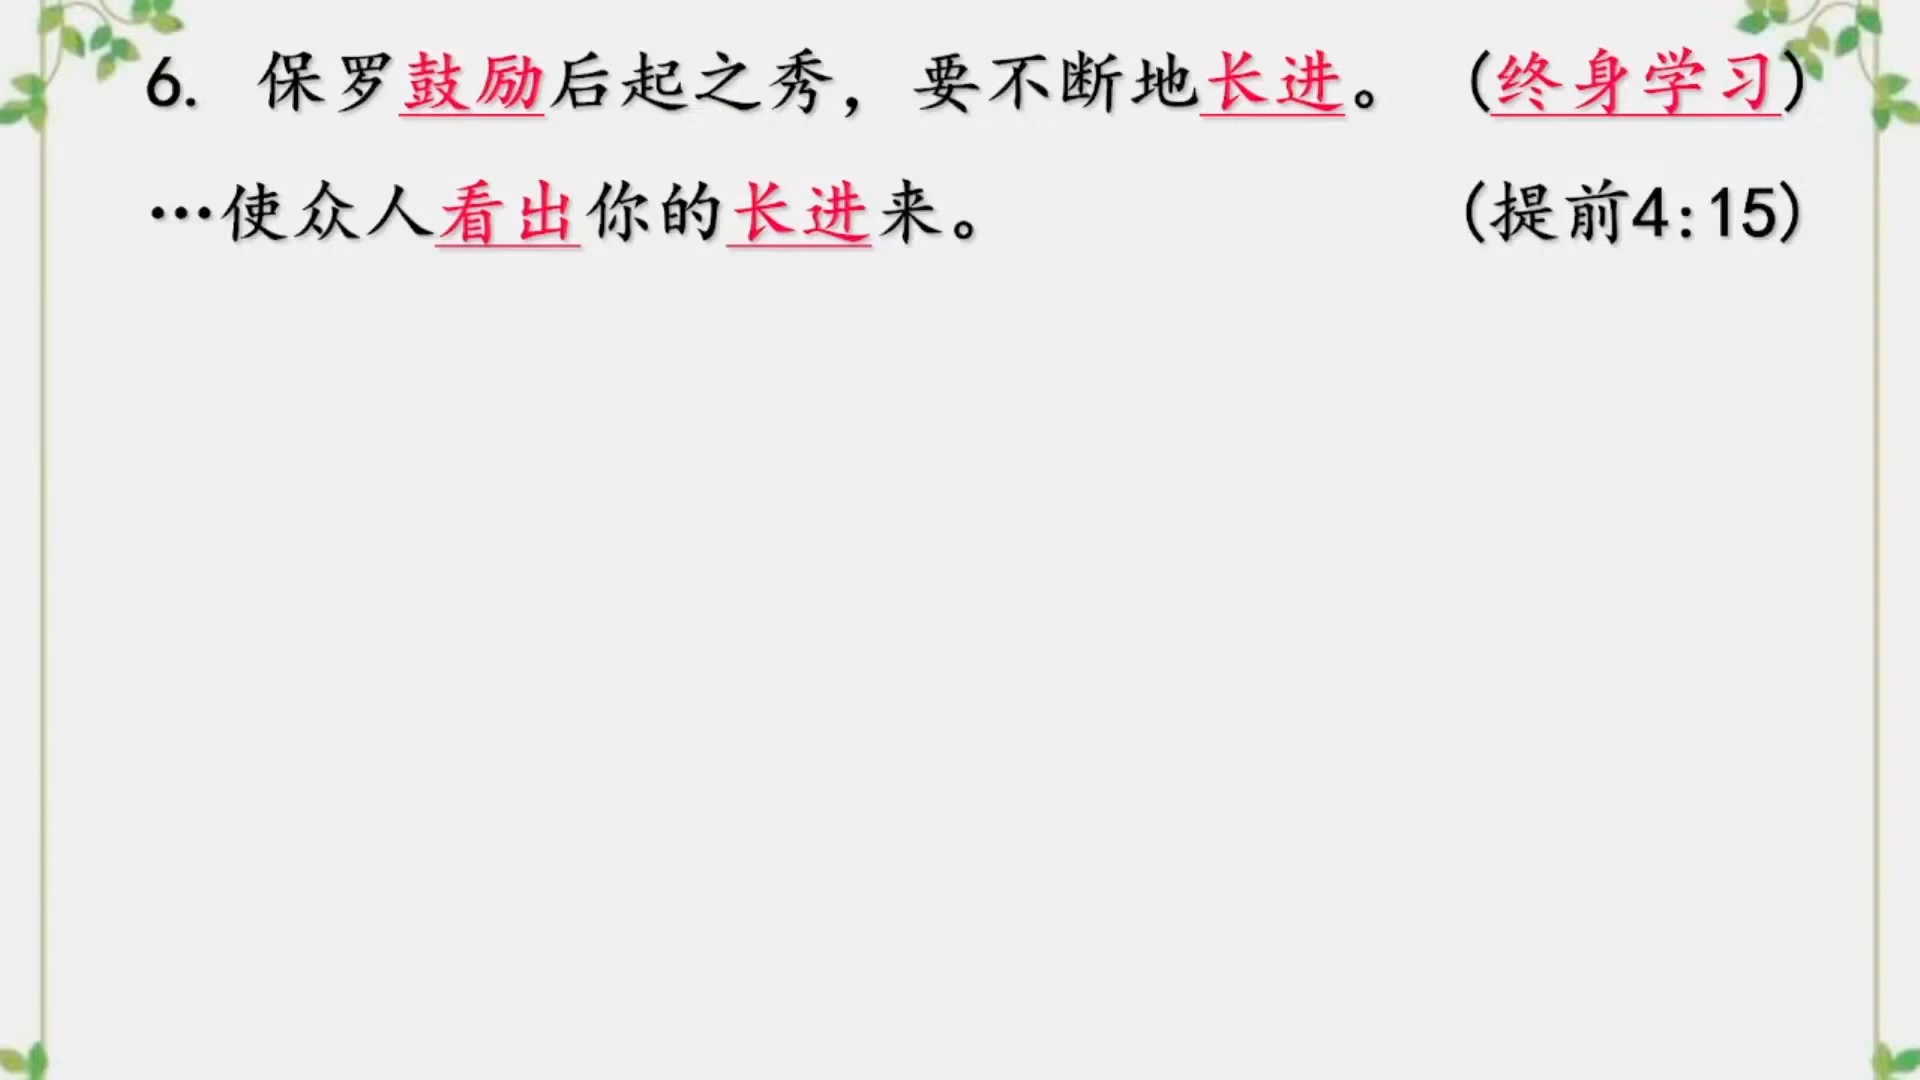 6. 保罗鼓励后起之秀，要不断地长进。 (终身学习)
…使众人看出你的长进来。 (提前4:15)